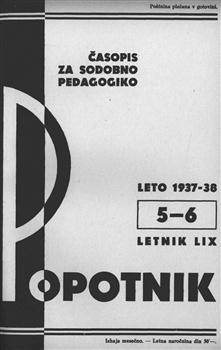 Poštnina plačana v gotovini.
ČASOPIS
ZA SODOBNO
PEDAGOGIKO
LETO 1937-38
5—6
LETNIK LIX
POPOTNIK
Izhaja mesečno. — Letna naročnina din 50'—.